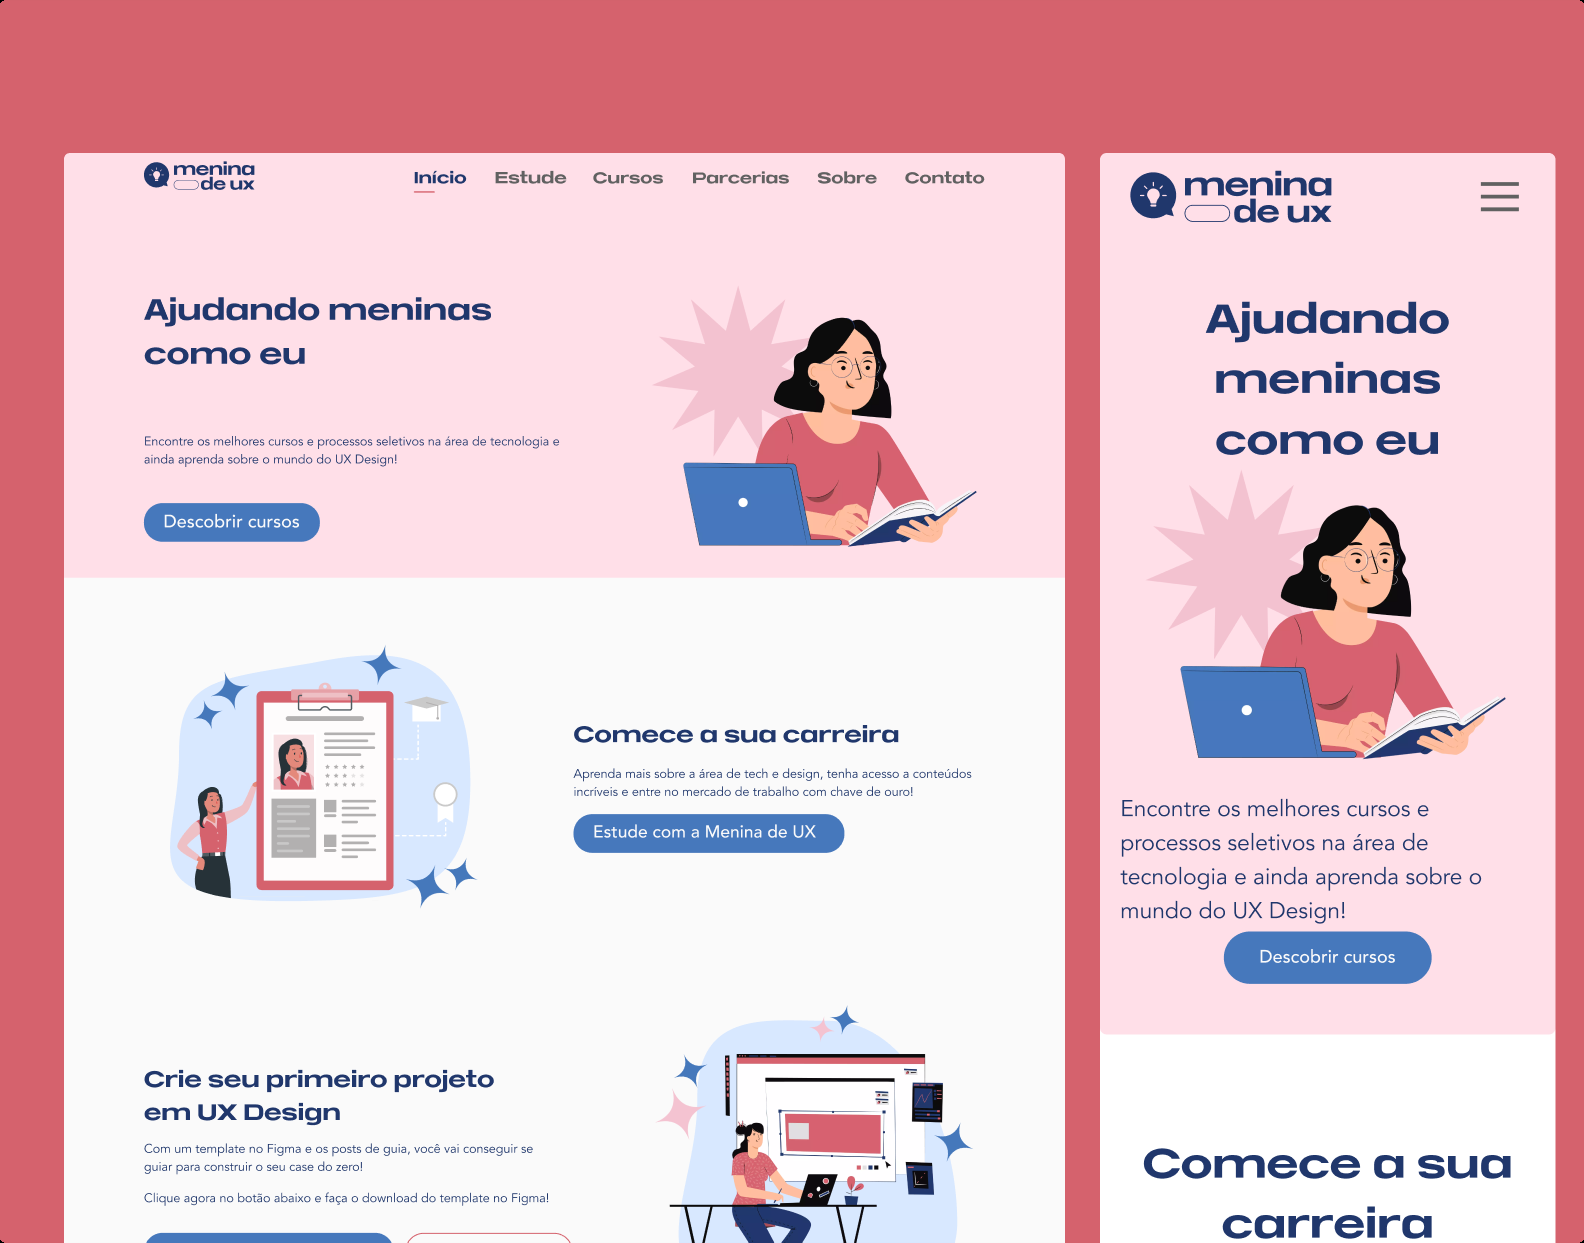 menina
de ux
Início Estude Cursos Parcerias Sobre Contato
Ajudando meninas
como eu
Encontre os melhores cursos e processos seletivos na área de tecnologia e
ainda aprenda sobre o mundo do UX Design!
Descobrir cursos
Comece a sua carreira
Aprenda mais sobre a área de tech e design, tenha acesso a conteúdos
incríveis e entre no mercado de trabalho com chave de ouro!
Estude com a Menina de UX
Crie seu primeiro projeto
em UX Design
Com um template no Figma e os posts de guia, você vai conseguir se
guiar para construir o seu case do zero!
Clique agora no botão abaixo e faça o download do template no Figma!
menina
de ux
Ajudando
meninas
como eu
Encontre os melhores cursos e
processos seletivos na área de
tecnologia e ainda aprenda sobre o
mundo do UX Design!
Descobrir cursos
Comece a sua
carreira